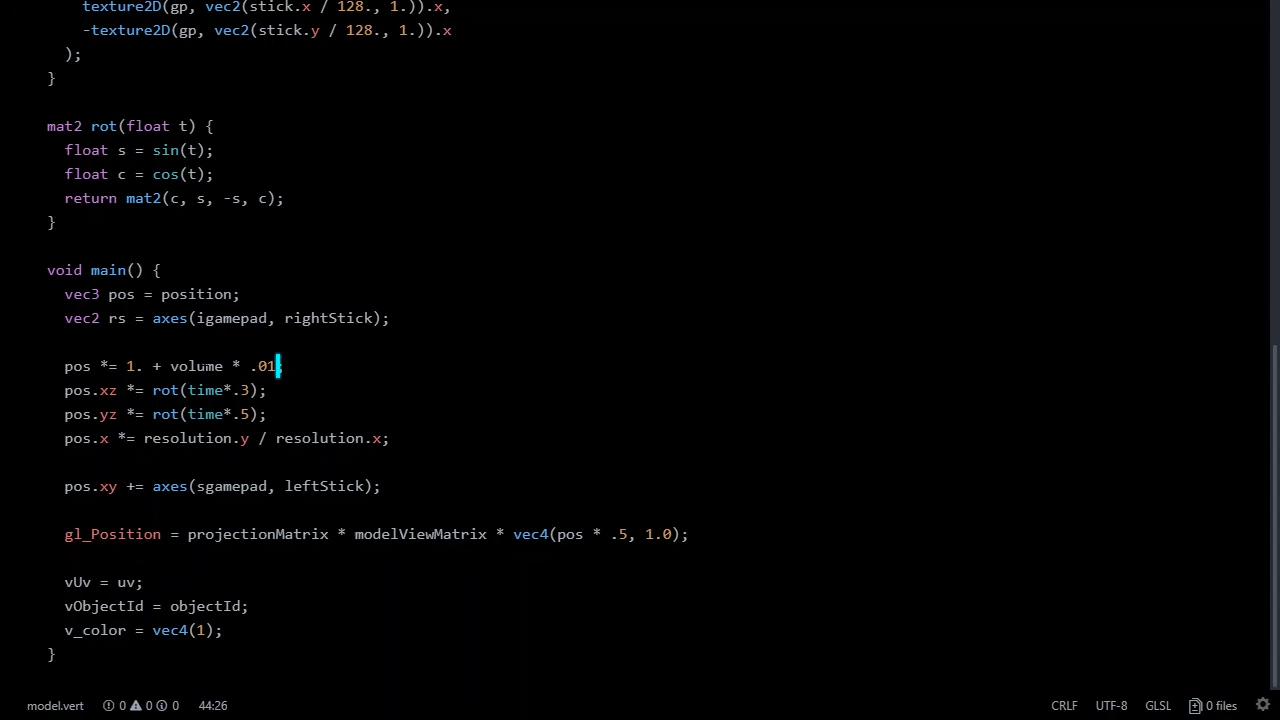 texture2D(gp, vec2(stick.x / 128., 1.)).x,
-texture2D(gp, vec2(stick.y / 128., 1.)).x
);
}
mat2 rot(float t) {
float s = sin(t);
float c = cos(t);
return mat2(c, s, -s, c);
}
void main() {
vec3 pos = position;
vec2 rs = axes(igamepad, rightStick);
pos *= 1. + volume * .01;
pos.xz *= rot(time*.3);
pos.yz *= rot(time*.5);
pos.x *= resolution.y / resolution.x;
pos.xy += axes(sgamepad, leftStick);
gl_Position = projectionMatrix * modelViewMatrix * vec4(pos * .5, 1.0);
vUv = uv;
vObjectId = objectId;
v_color = vec4(1);
}
model.vert 0 0 0 44:26 CRLF UTF-8 GLSL 0 files